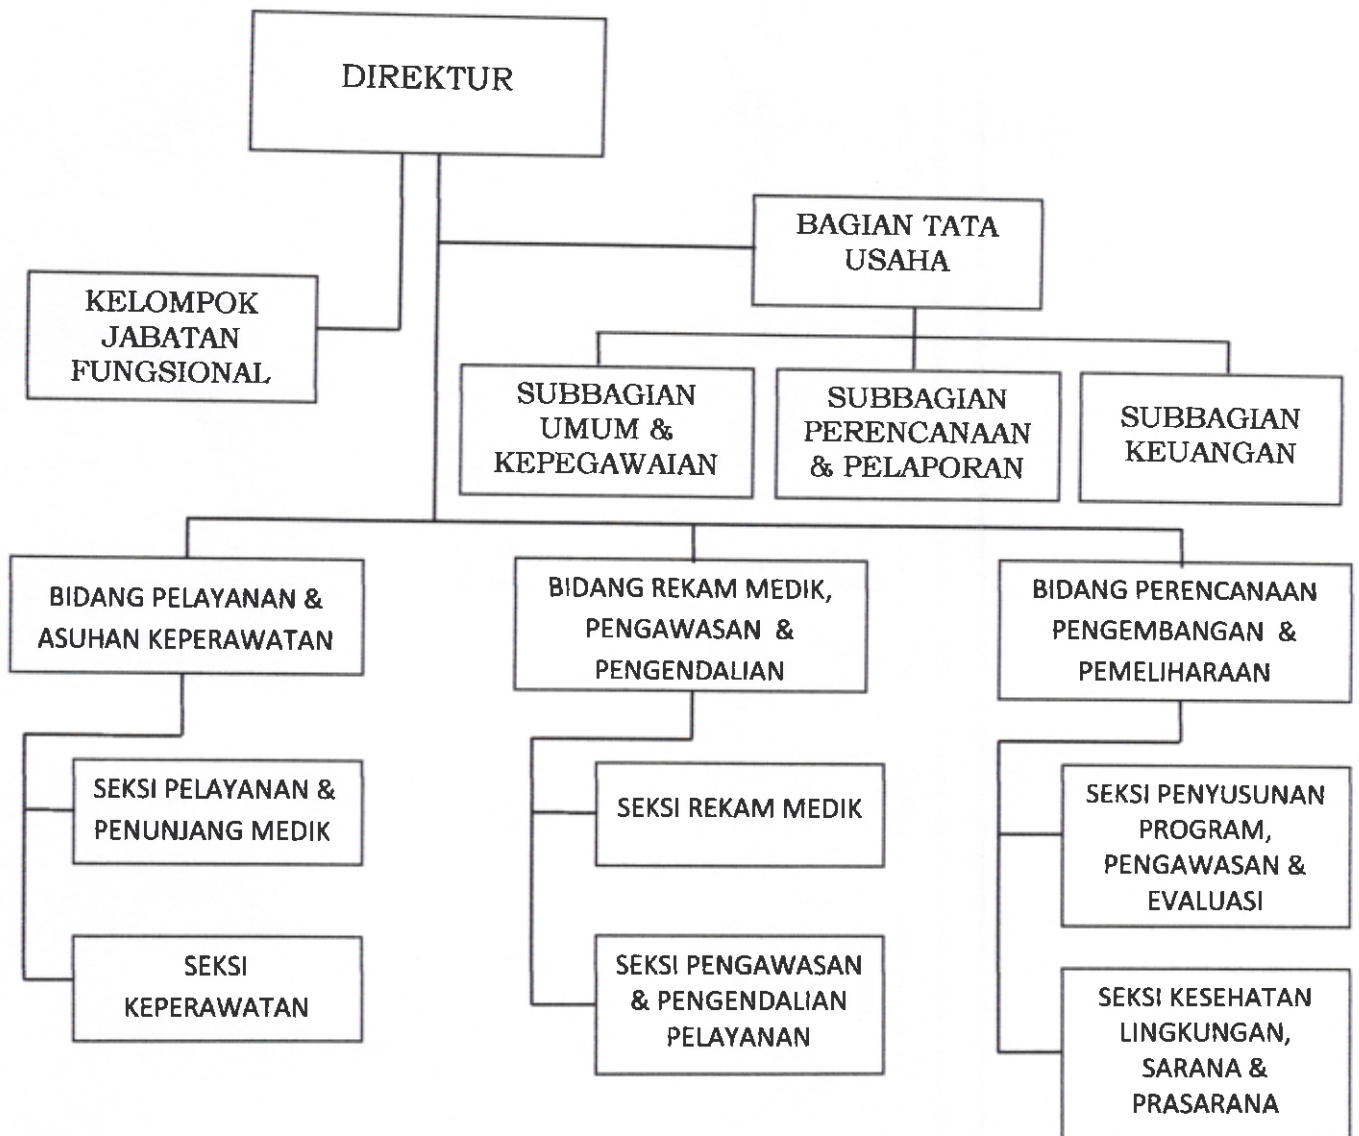 DIREKTUR
BAGIAN TATA
USAHA
KELOMPOK
JABATAN
FUNGSIONAL
SUBBAGIAN
UMUM &
KEPEGAWAIAN
SUBBAGIAN
PERENCANAAN
& PELAPORAN
SUBBAGIAN
KEUANGAN
BIDANG PELAYANAN &
ASUHAN KEPERAWATAN
BIDANG REKAM MEDIK,
PENGAWASAN &
PENGENDALIAN
BIDANG PERENCANAAN
PENGEMBANGAN &
PEMELIHARAAN
SEKSI PELAYANAN &
PENUNJANG MEDIK
SEKSI REKAM MEDIK
SEKSI PENYUSUNAN
PROGRAM,
PENGAWASAN &
EVALUASI
SEKSI
KEPERAWATAN
SEKSI PENGAWASAN
& PENGENDALIAN
PELAYANAN
SEKSI KESEHATAN
LINGKUNGAN,
SARANA &
PRASARANA